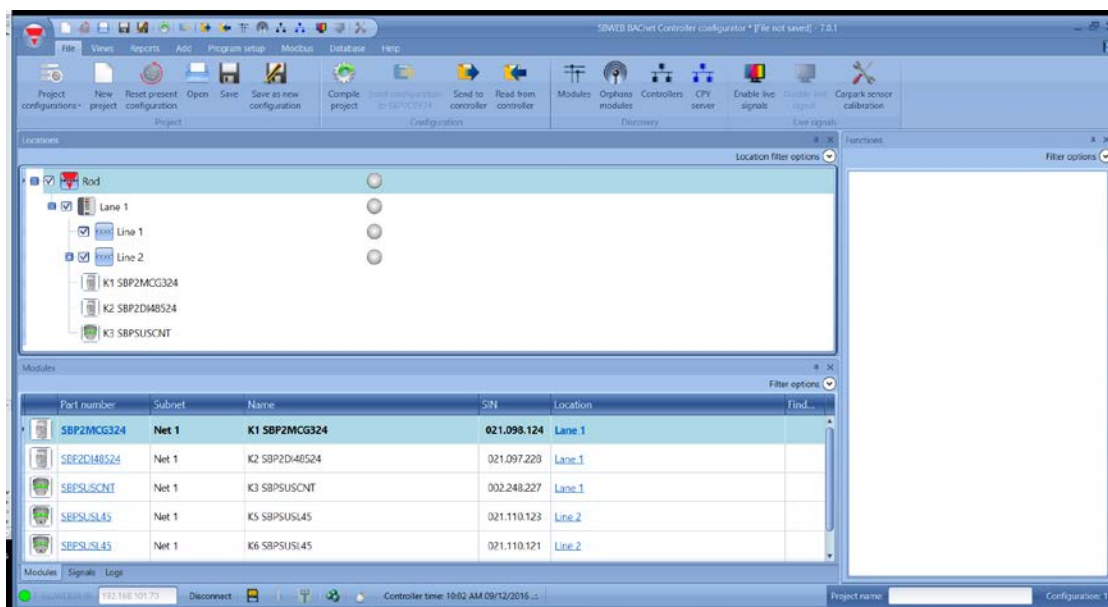 SBWEB BACnet Controller configurator * [File not saved] - 7.0.1
File Views Reports Add Program setup Modbus Database Help
Project configurations New project Reset present configuration Open Save Save as new configuration Compile project Send to controller Read from controller Modules Orphans modules Controllers CPY server Enable live signals Carpark sensor calibration
Project Configuration Discovery Live signals
Locations Functions
Location filter options Filter options
Rod
Lane 1
Line 1
Line 2
K1 SBP2MCG324
K2 SBP2DI48524
K3 SBPSUSCNT
Modules
Filter options
Part number Subnet Name SIN Location Find...
SBP2MCG324 Net 1 K1 SBP2MCG324 021.098.124 Lane 1
SBP2DI48524 Net 1 K2 SBP2DI48524 021.097.228 Lane 1
SBPSUSCNT Net 1 K3 SBPSUSCNT 002.248.227 Lane 1
SBPSUSL45 Net 1 K5 SBPSUSL45 021.110.123 Line 2
SBPSUSL45 Net 1 K6 SBPSUSL45 021.110.121 Line 2
Modules Signals Logs
192.168.101.73 Disconnect Controller time: 10:02 AM 09/12/2016 ... Project name: Configuration: 1